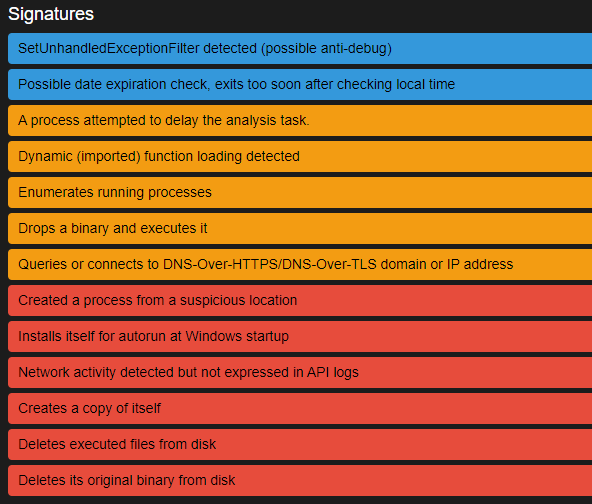 Signatures
SetUnhandledExceptionFilter detected (possible anti-debug)
Possible date expiration check, exits too soon after checking local time
A process attempted to delay the analysis task.
Dynamic (imported) function loading detected
Enumerates running processes
Drops a binary and executes it
Queries or connects to DNS-Over-HTTPS/DNS-Over-TLS domain or IP address
Created a process from a suspicious location
Installs itself for autorun at Windows startup
Network activity detected but not expressed in API logs
Creates a copy of itself
Deletes executed files from disk
Deletes its original binary from disk